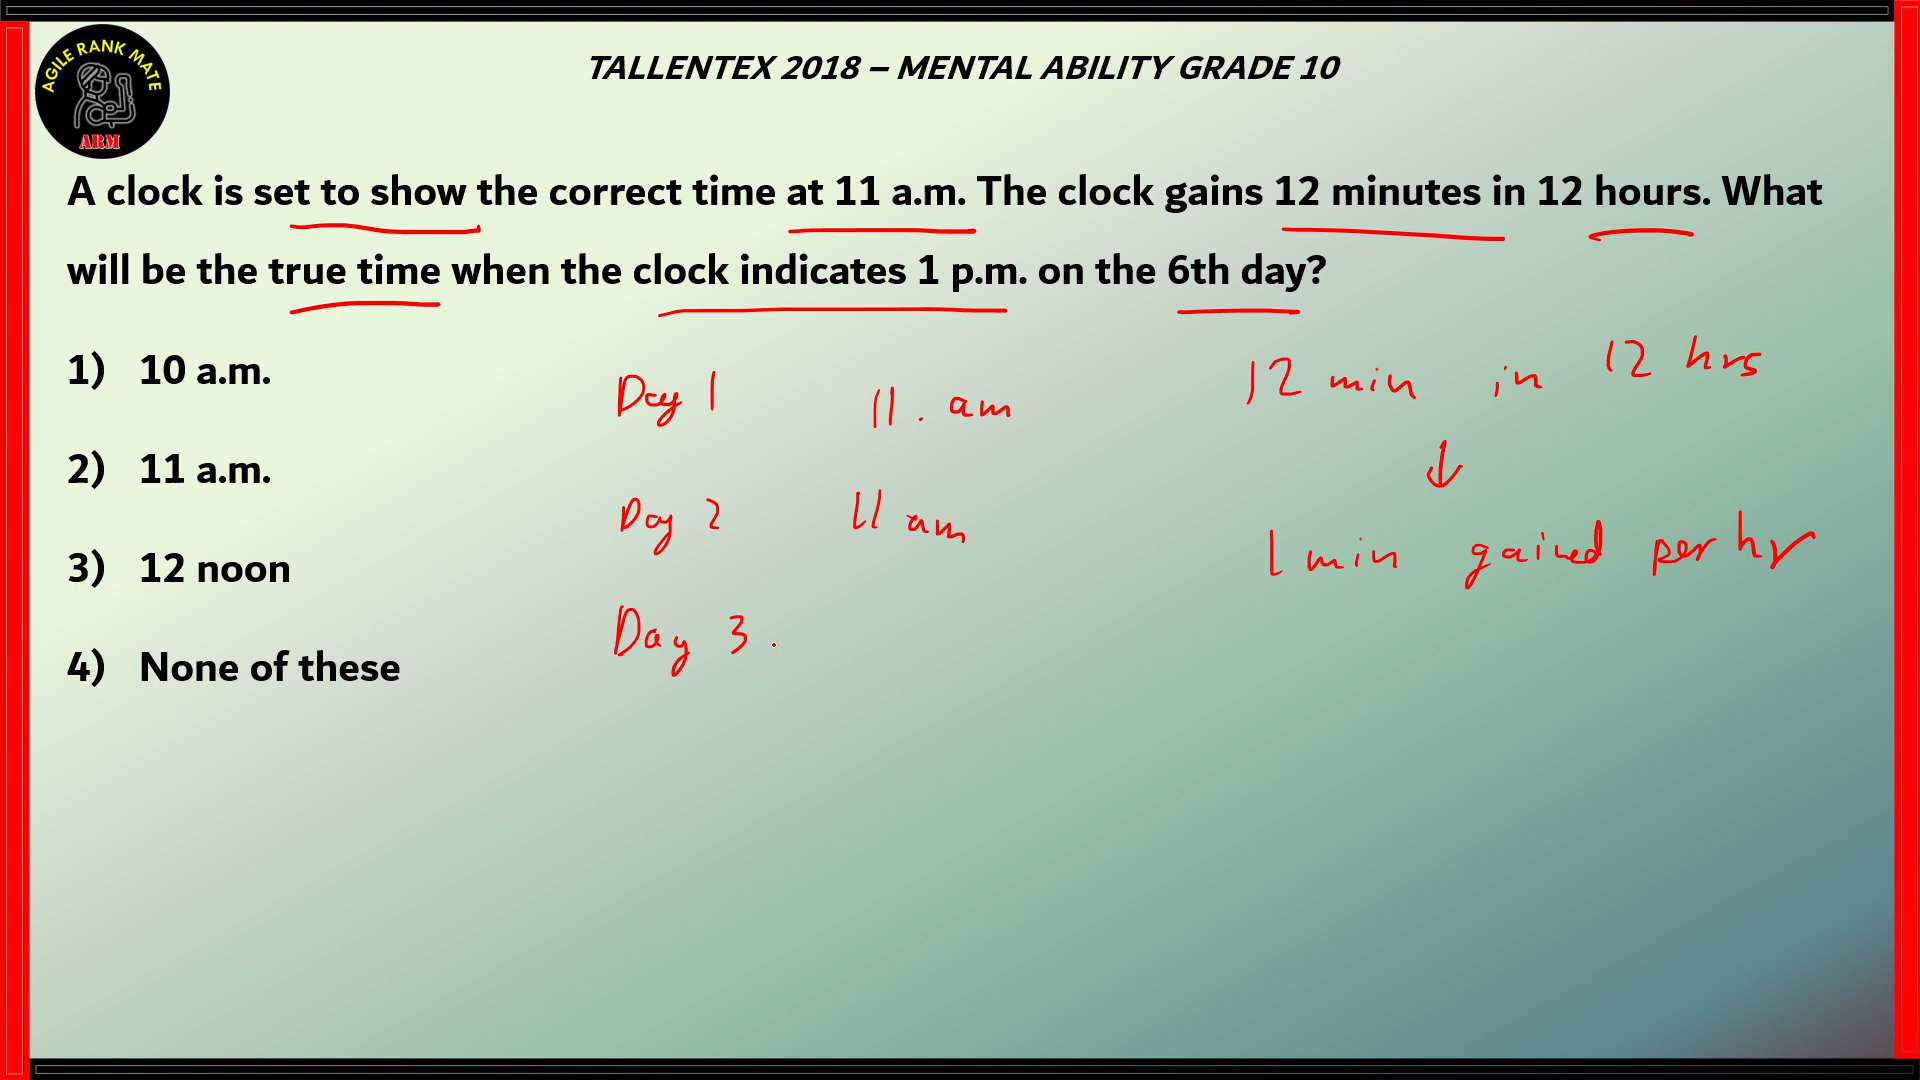 AGILE RANK MATE
ARM
TALLENTEX 2018 – MENTAL ABILITY GRADE 10
A clock is set to show the correct time at 11 a.m. The clock gains 12 minutes in 12 hours. What
will be the true time when the clock indicates 1 p.m. on the 6th day?
1) 10 a.m.
2) 11 a.m.
3) 12 noon
4) None of these
Day 1 11. am
Day 2 11 am
Day 3 .
12 min in 12 hrs
↓
1 min gained per hr